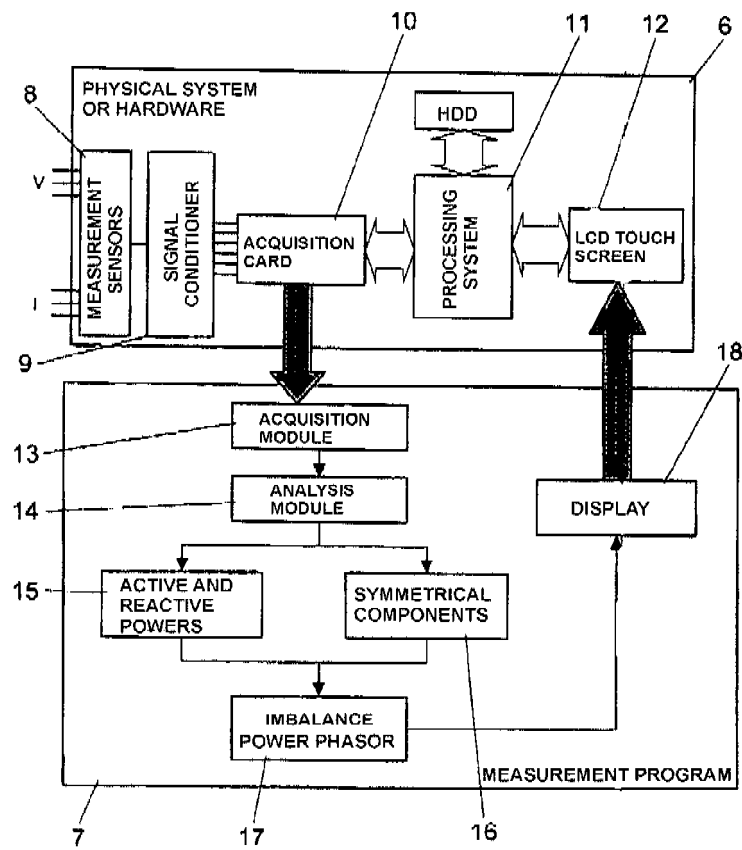 10
11
12
6
PHYSICAL SYSTEM
OR HARDWARE
8
HDD
V
I
MEASUREMENT
SENSORS
SIGNAL
CONDITIONER
ACQUISITION
CARD
PROCESSING
SYSTEM
LCD TOUCH
SCREEN
9
18
13
ACQUISITION
MODULE
14
ANALYSIS
MODULE
DISPLAY
15
ACTIVE AND
REACTIVE
POWERS
SYMMETRICAL
COMPONENTS
IMBALANCE
POWER PHASOR
MEASUREMENT PROGRAM
7
17
16